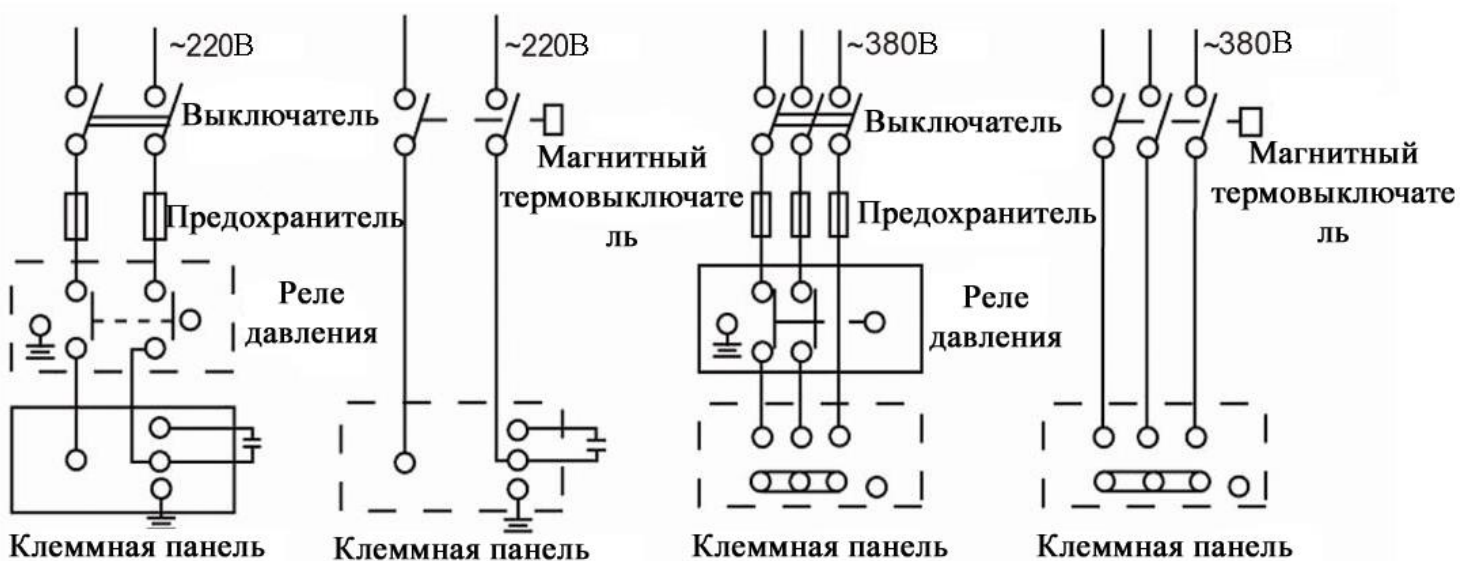 ~220В
Выключатель
Предохранитель
Реле
давления
Клеммная панель
~220В
Магнитный
термовыключате
ль
Клеммная панель
~380В
Выключатель
Предохранитель
Реле
давления
Клеммная панель
~380В
Магнитный
термовыключате
ль
Клеммная панель